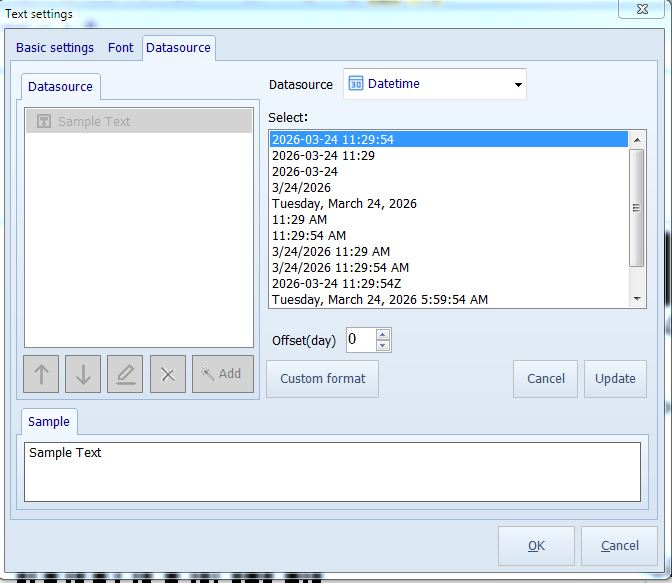 Text settings
Basic settings Font Datasource
Datasource
Sample Text
Add
Datasource 30 Datetime
Select:
2026-03-24 11:29:54
2026-03-24 11:29
2026-03-24
3/24/2026
Tuesday, March 24, 2026
11:29 AM
11:29:54 AM
3/24/2026 11:29 AM
3/24/2026 11:29:54 AM
2026-03-24 11:29:54Z
Tuesday, March 24, 2026 5:59:54 AM
Offset(day) 0
Custom format Cancel Update
Sample
Sample Text
OK Cancel